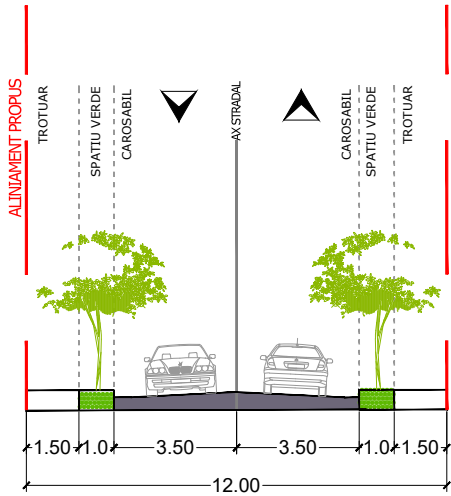 ALINIAMENT PROPUS
TROTUAR
SPATIU VERDE
CAROSABIL
AX STRADAL
CAROSABIL
SPATIU VERDE
TROTUAR
1.50 1.0 3.50 3.50 1.0 1.50
12.00